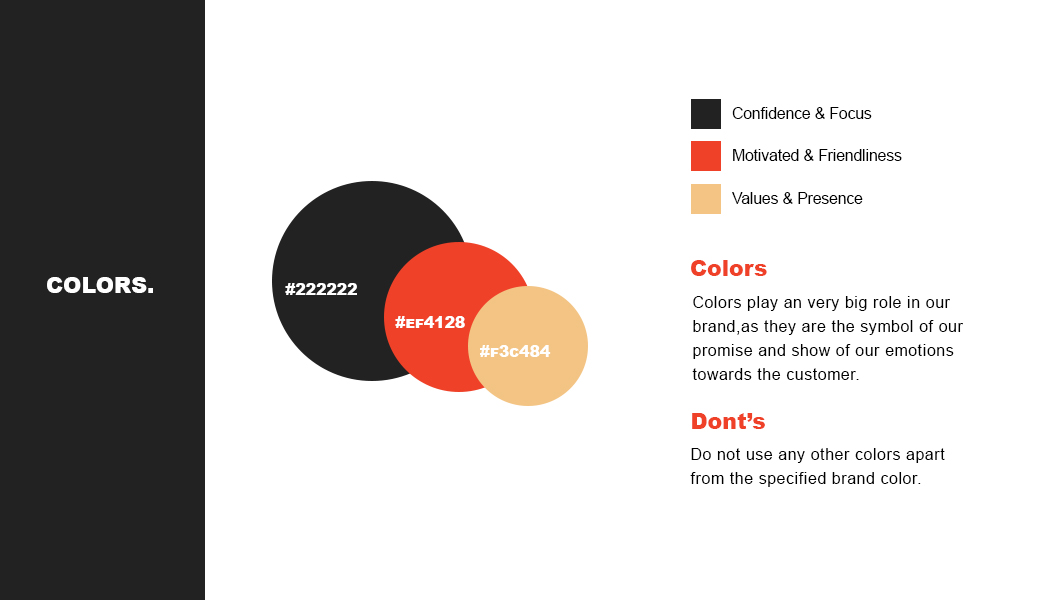 COLORS.
#222222
#EF4128
#F3C484
Confidence & Focus
Motivated & Friendliness
Values & Presence
Colors
Colors play an very big role in our
brand,as they are the symbol of our
promise and show of our emotions
towards the customer.
Dont’s
Do not use any other colors apart
from the specified brand color.